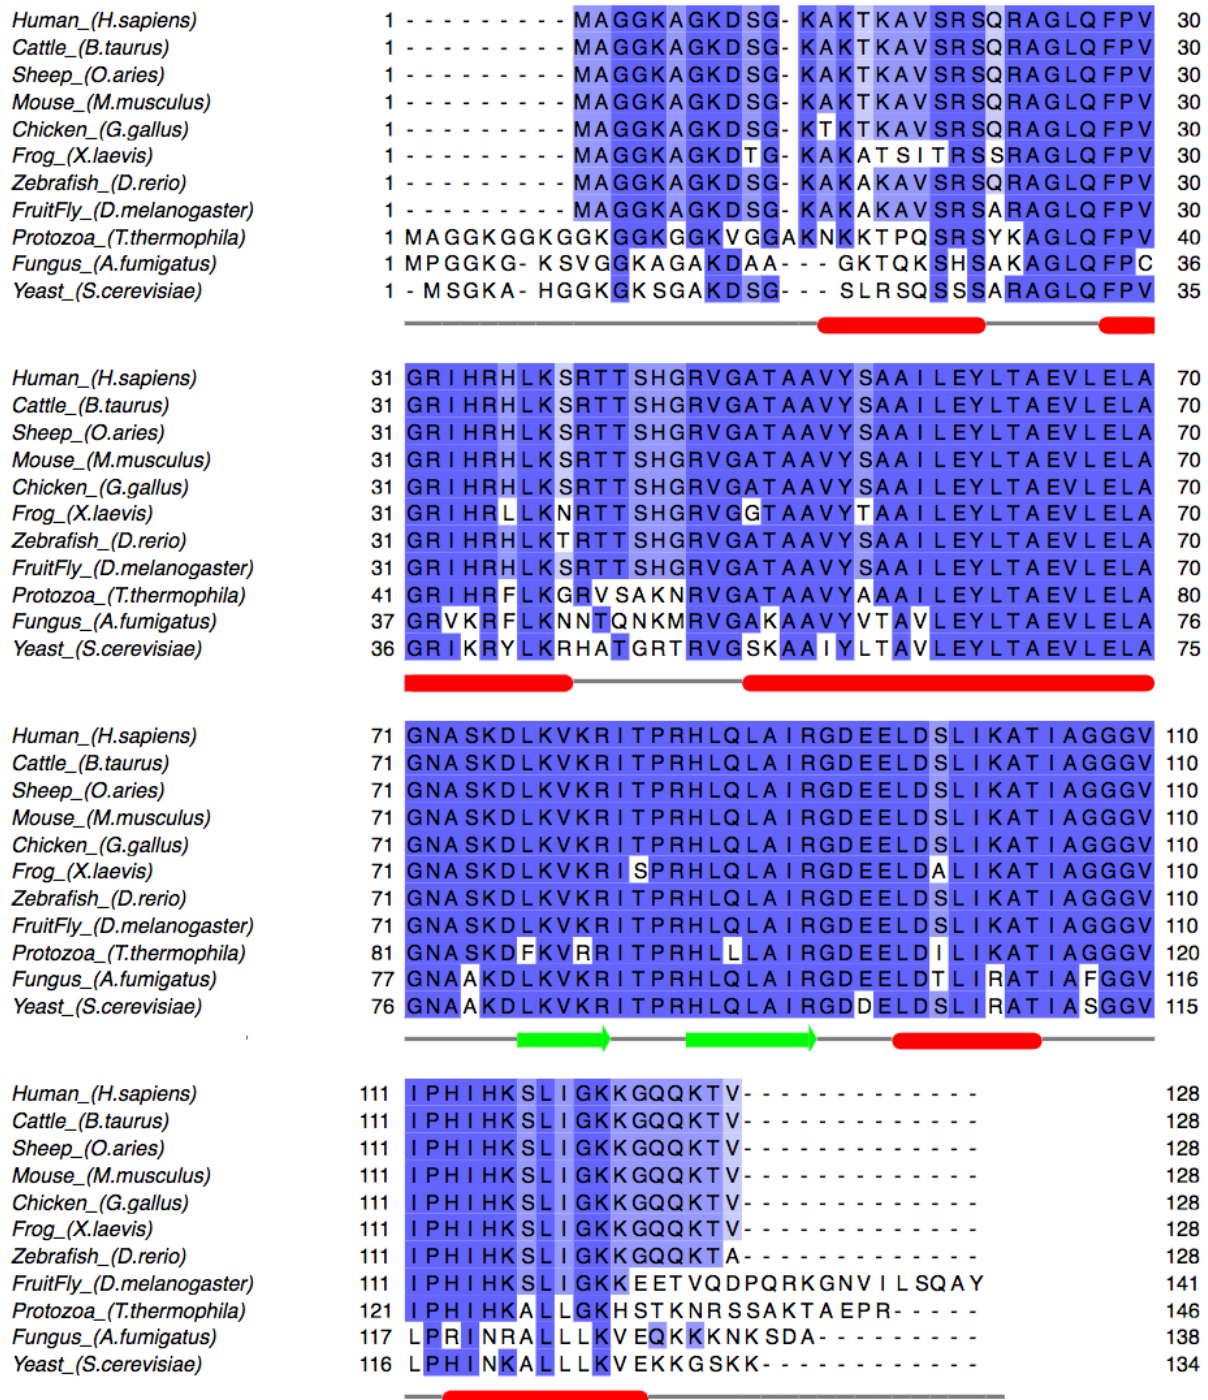 Human_(H.sapiens) 1 ---------MAGGKAGKDSG-KAKTKAVSRSQRAGLQFPV 30
Cattle_(B.taurus) 1 ---------MAGGKAGKDSG-KAKTKAVSRSQRAGLQFPV 30
Sheep_(O.aries) 1 ---------MAGGKAGKDSG-KAKTKAVSRSQRAGLQFPV 30
Mouse_(M.musculus) 1 ---------MAGGKAGKDSG-KAKTKAVSRSQRAGLQFPV 30
Chicken_(G.gallus) 1 ---------MAGGKAGKDSG-KTKTKAVSRSQRAGLQFPV 30
Frog_(X.laevis) 1 ---------MAGGKAGKDTG-KAKATSITRSSRAGLQFPV 30
Zebrafish_(D.rerio) 1 ---------MAGGKAGKDSG-KAKAKAVSRSQRAGLQFPV 30
FruitFly_(D.melanogaster) 1 ---------MAGGKAGKDSG-KAKAKAVSRSARAGLQFPV 30
Protozoa_(T.thermophila) 1 MAGGKGGKGGKGGKGGKVGGAKNKKTPQSRSYKAGLQFPV 40
Fungus_(A.fumigatus) 1 MPGGKG-KSVGGKAGAKDAA---GKTQKSHSAKAGLQFPC 36
Yeast_(S.cerevisiae) 1 -MSGKA-HGGKGKSGAKDSG---SLRSQSSSARAGLQFPV 35
Human_(H.sapiens) 31 GRIHRHLKSRTTSHGRVGATAAVYSAAILEYLTAEVLELA 70
Cattle_(B.taurus) 31 GRIHRHLKSRTTSHGRVGATAAVYSAAILEYLTAEVLELA 70
Sheep_(O.aries) 31 GRIHRHLKSRTTSHGRVGATAAVYSAAILEYLTAEVLELA 70
Mouse_(M.musculus) 31 GRIHRHLKSRTTSHGRVGATAAVYSAAILEYLTAEVLELA 70
Chicken_(G.gallus) 31 GRIHRHLKSRTTSHGRVGATAAVYSAAILEYLTAEVLELA 70
Frog_(X.laevis) 31 GRIHRLLKNRTTSHGRVGGTAAVYTAAILEYLTAEVLELA 70
Zebrafish_(D.rerio) 31 GRIHRHLKTRTTSHGRVGATAAVYSAAILEYLTAEVLELA 70
FruitFly_(D.melanogaster) 31 GRIHRHLKSRTTSHGRVGATAAVYSAAILEYLTAEVLELA 70
Protozoa_(T.thermophila) 41 GRIHRFLKGRVSAKNRVGATAAVYAAAILEYLTAEVLELA 80
Fungus_(A.fumigatus) 37 GRVKRFLKNNTQNKMRVGAKAAVYVTAVLEYLTAEVLELA 76
Yeast_(S.cerevisiae) 36 GRIKRYLKRHATGRTRVGSKAAIYLTAVLEYLTAEVLELA 75
Human_(H.sapiens) 71 GNASKDLKVKRITPRHLQLAIRGDEELDSLIKATIAGGGV 110
Cattle_(B.taurus) 71 GNASKDLKVKRITPRHLQLAIRGDEELDSLIKATIAGGGV 110
Sheep_(O.aries) 71 GNASKDLKVKRITPRHLQLAIRGDEELDSLIKATIAGGGV 110
Mouse_(M.musculus) 71 GNASKDLKVKRITPRHLQLAIRGDEELDSLIKATIAGGGV 110
Chicken_(G.gallus) 71 GNASKDLKVKRITPRHLQLAIRGDEELDSLIKATIAGGGV 110
Frog_(X.laevis) 71 GNASKDLKVKRISPRHLQLAIRGDEELDALIKATIAGGGV 110
Zebrafish_(D.rerio) 71 GNASKDLKVKRITPRHLQLAIRGDEELDSLIKATIAGGGV 110
FruitFly_(D.melanogaster) 71 GNASKDLKVKRITPRHLQLAIRGDEELDSLIKATIAGGGV 110
Protozoa_(T.thermophila) 81 GNASKDFKVRRITPRHLLLAIRGDEELDILIKATIAGGGV 120
Fungus_(A.fumigatus) 77 GNAAKDLKVKRITPRHLQLAIRGDEELDTLIRATIAFGGV 116
Yeast_(S.cerevisiae) 76 GNAAKDLKVKRITPRHLQLAIRGDDELDSLIRATIASGGV 115
Human_(H.sapiens) 111 IPHIHKSLIGKKGQQKTV------------- 128
Cattle_(B.taurus) 111 IPHIHKSLIGKKGQQKTV------------- 128
Sheep_(O.aries) 111 IPHIHKSLIGKKGQQKTV------------- 128
Mouse_(M.musculus) 111 IPHIHKSLIGKKGQQKTV------------- 128
Chicken_(G.gallus) 111 IPHIHKSLIGKKGQQKTV------------- 128
Frog_(X.laevis) 111 IPHIHKSLIGKKGQQKTV------------- 128
Zebrafish_(D.rerio) 111 IPHIHKSLIGKKGQQKTA------------- 128
FruitFly_(D.melanogaster) 111 IPHIHKSLIGKKEETVQDPQRKGNVILSQAY 141
Protozoa_(T.thermophila) 121 IPHIHKALLGKHSTKNRSSAKTAEPR----- 146
Fungus_(A.fumigatus) 117 LPRINRALLLKVEQKKKNKSDA--------- 138
Yeast_(S.cerevisiae) 116 LPHINKALLLKVEKKGSKK------------ 134